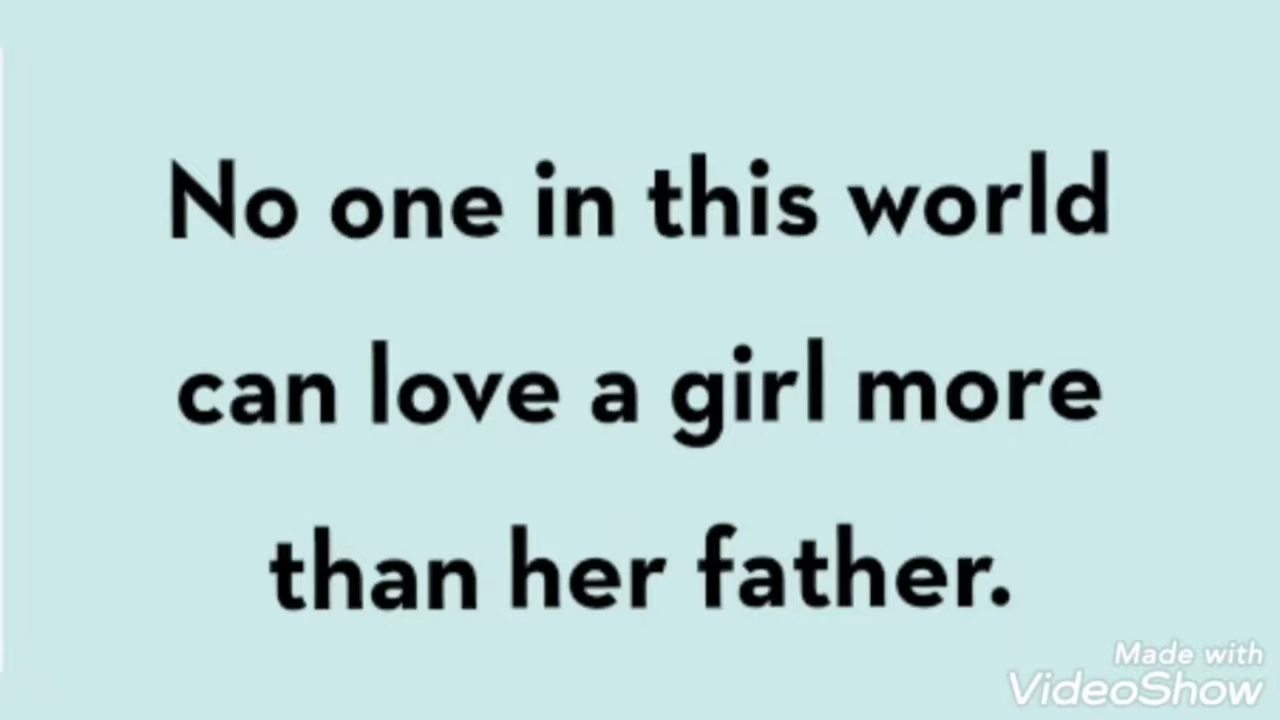 No one in this world
can love a girl more
than her father.
Made with
VideoShow